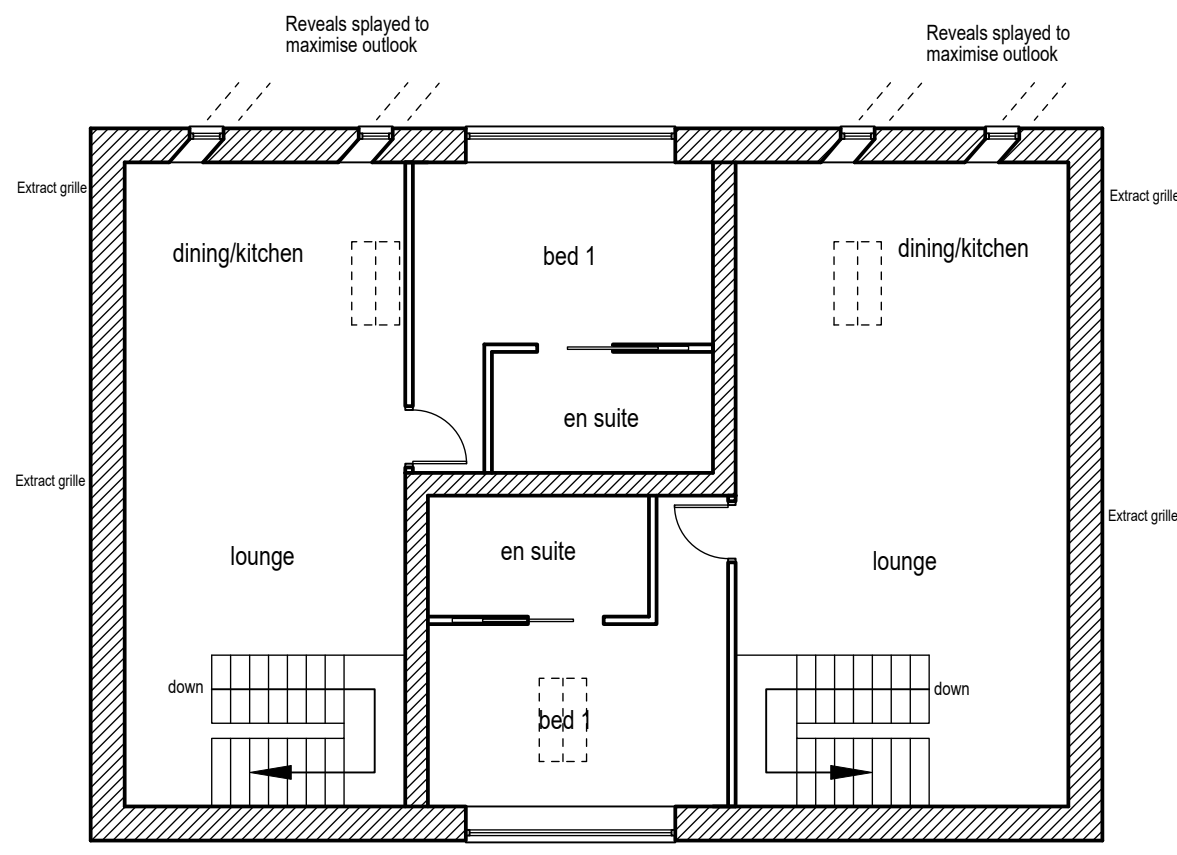 Reveals splayed to
maximise outlook
Reveals splayed to
maximise outlook
Extract grille
Extract grille
dining/kitchen
bed 1
dining/kitchen
en suite
Extract grille
Extract grille
lounge
en suite
lounge
down
down
bed 1